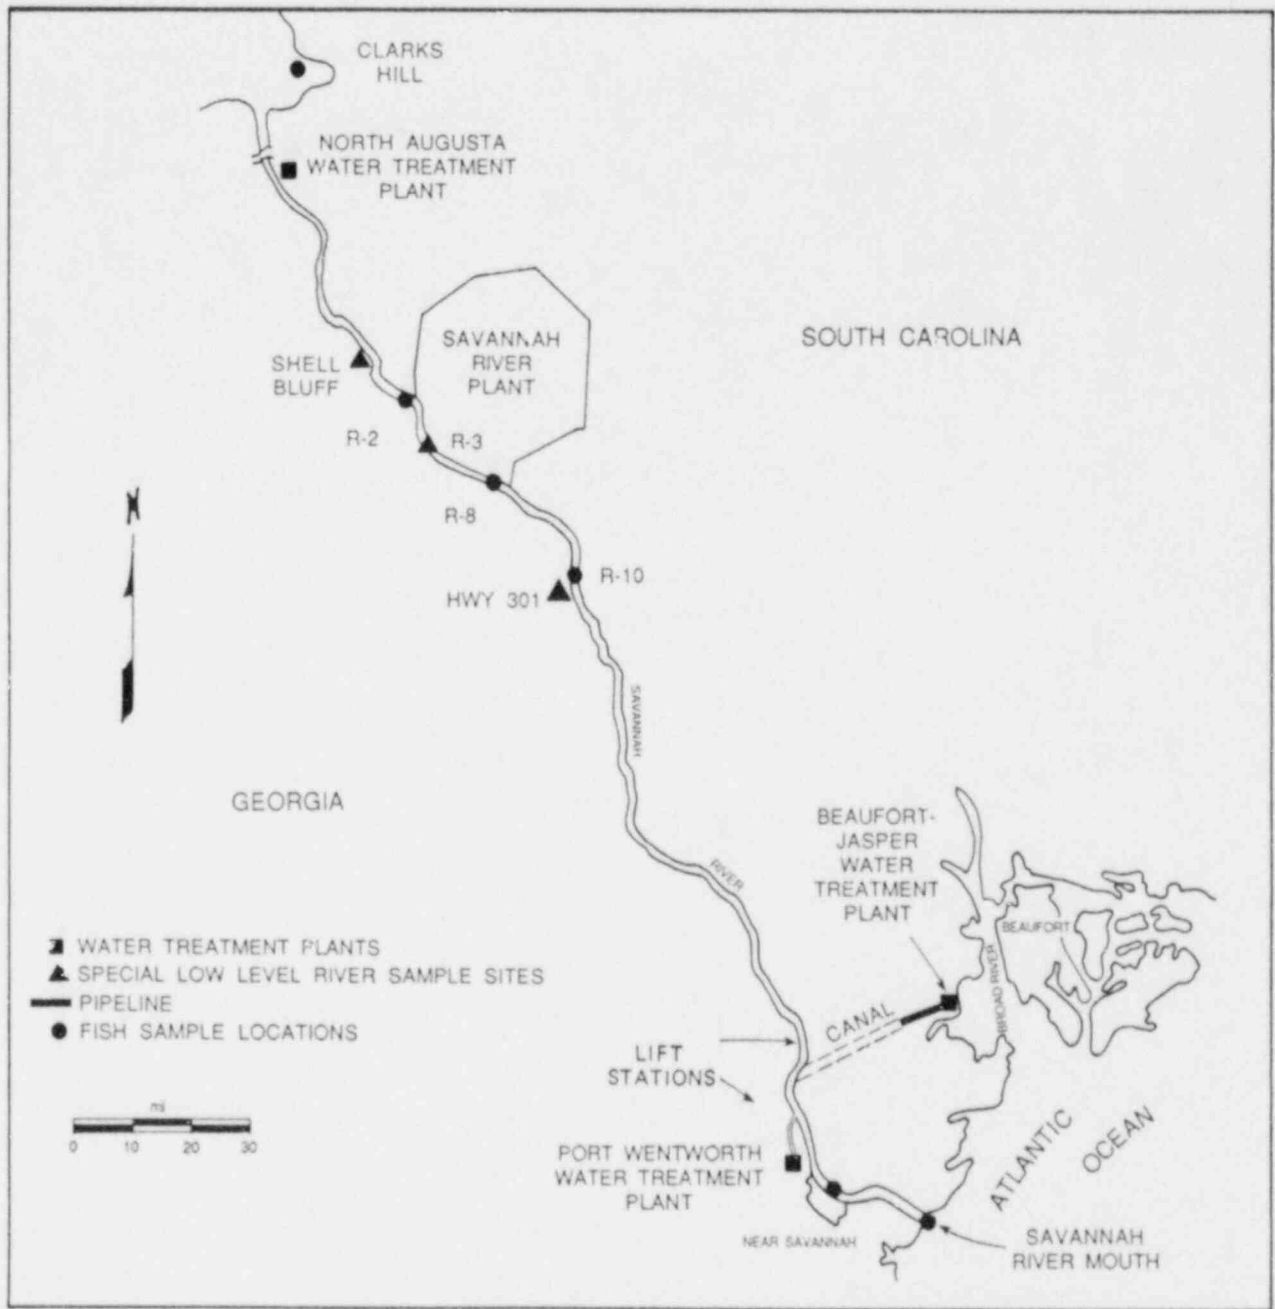 CLARKS
HILL
NORTH AUGUSTA
WATER TREATMENT
PLANT
SAVANNAH
RIVER
PLANT
SOUTH CAROLINA
SHELL
BLUFF
R-2
R-3
R-8
R-10
HWY 301
N
SAVANNAH
RIVER
GEORGIA
BEAUFORT-
JASPER
WATER
TREATMENT
PLANT
BEAUFORT
BROAD RIVER
WATER TREATMENT PLANTS
SPECIAL LOW LEVEL RIVER SAMPLE SITES
PIPELINE
FISH SAMPLE LOCATIONS
CANAL
LIFT
STATIONS
mi
0 10 20 30
PORT WENTWORTH
WATER TREATMENT
PLANT
ATLANTIC
OCEAN
NEAR SAVANNAH
SAVANNAH
RIVER MOUTH